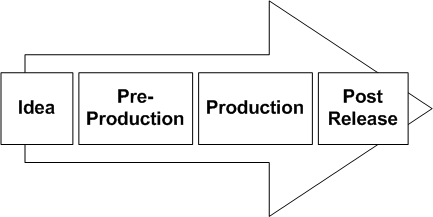 Idea
Pre-
Production
Production
Post
Release